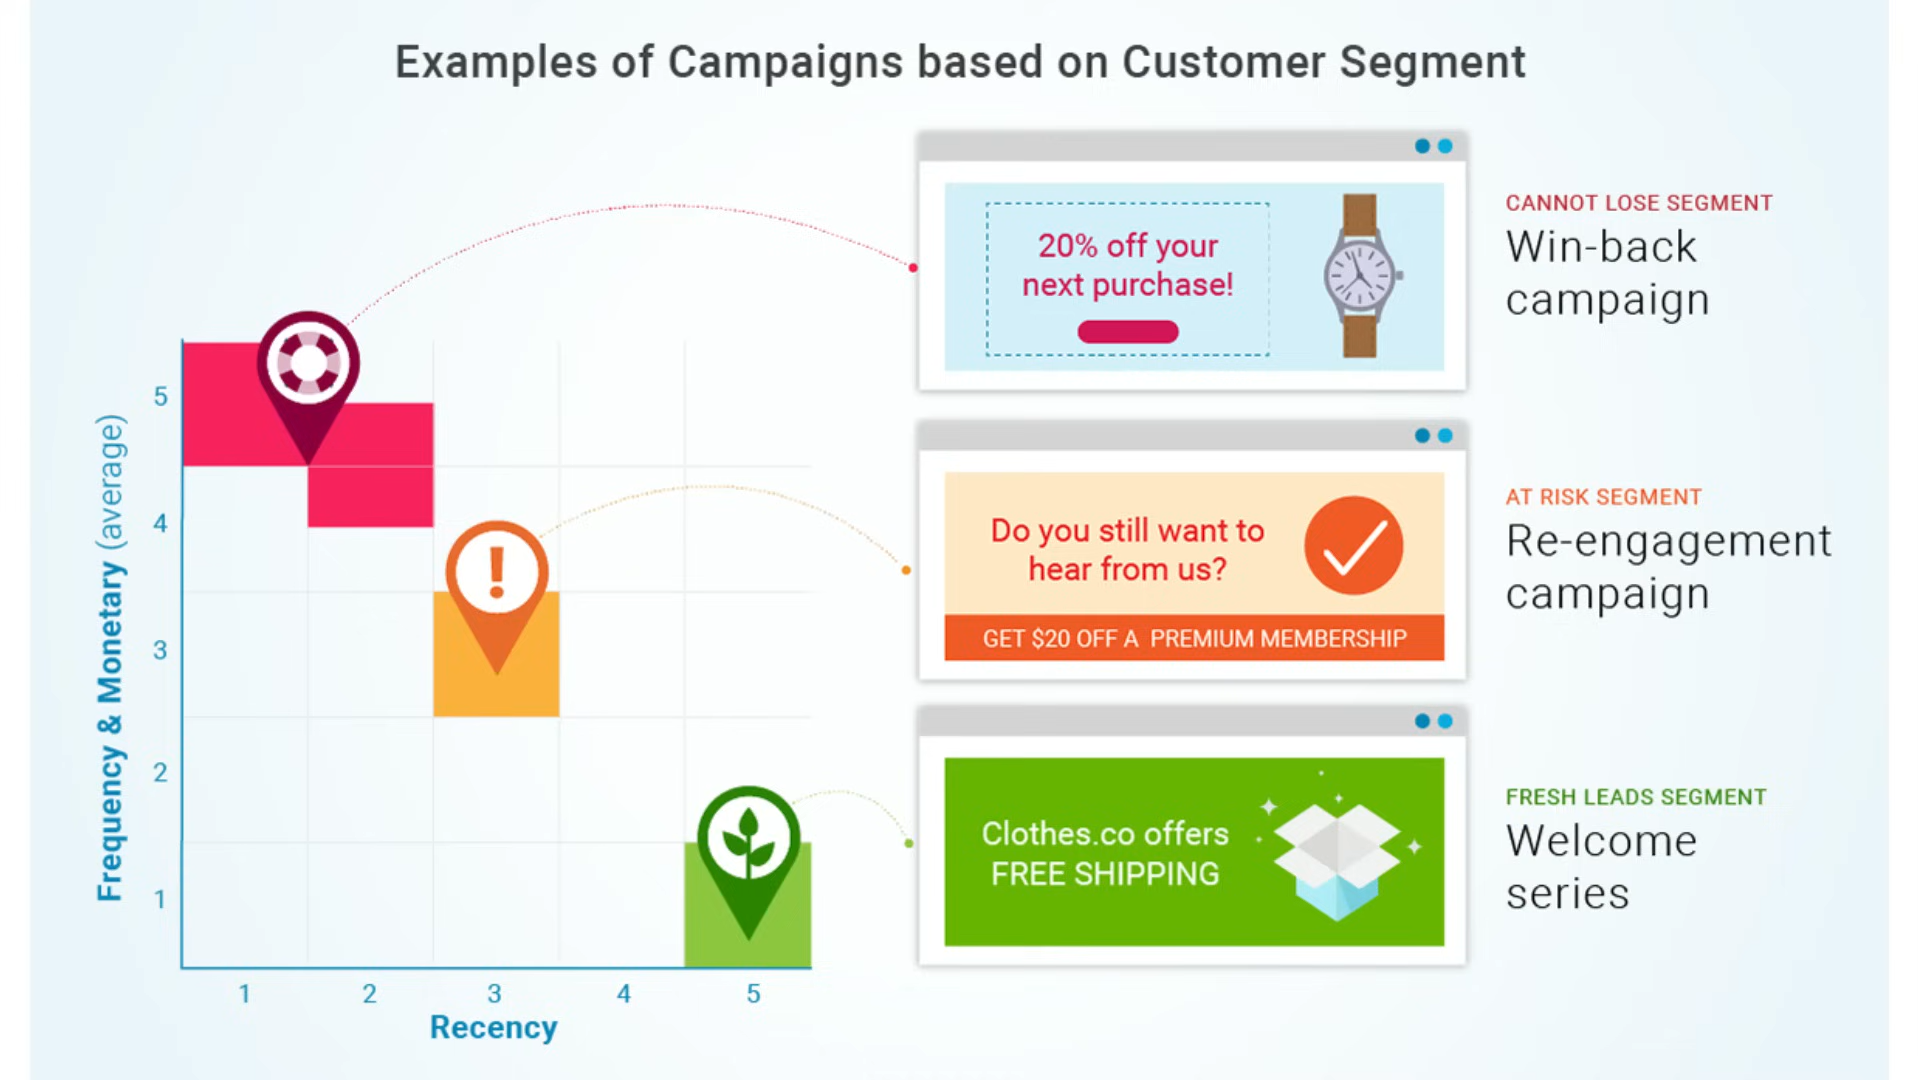 Examples of Campaigns based on Customer Segment
20% off your
next purchase!
CANNOT LOSE SEGMENT
Win-back
campaign
Do you still want to
hear from us?
GET $20 OFF A PREMIUM MEMBERSHIP
AT RISK SEGMENT
Re-engagement
campaign
Clothes.co offers
FREE SHIPPING
FRESH LEADS SEGMENT
Welcome
series
Frequency & Monetary (average)
5
4
3
2
1
1 2 3 4 5
Recency